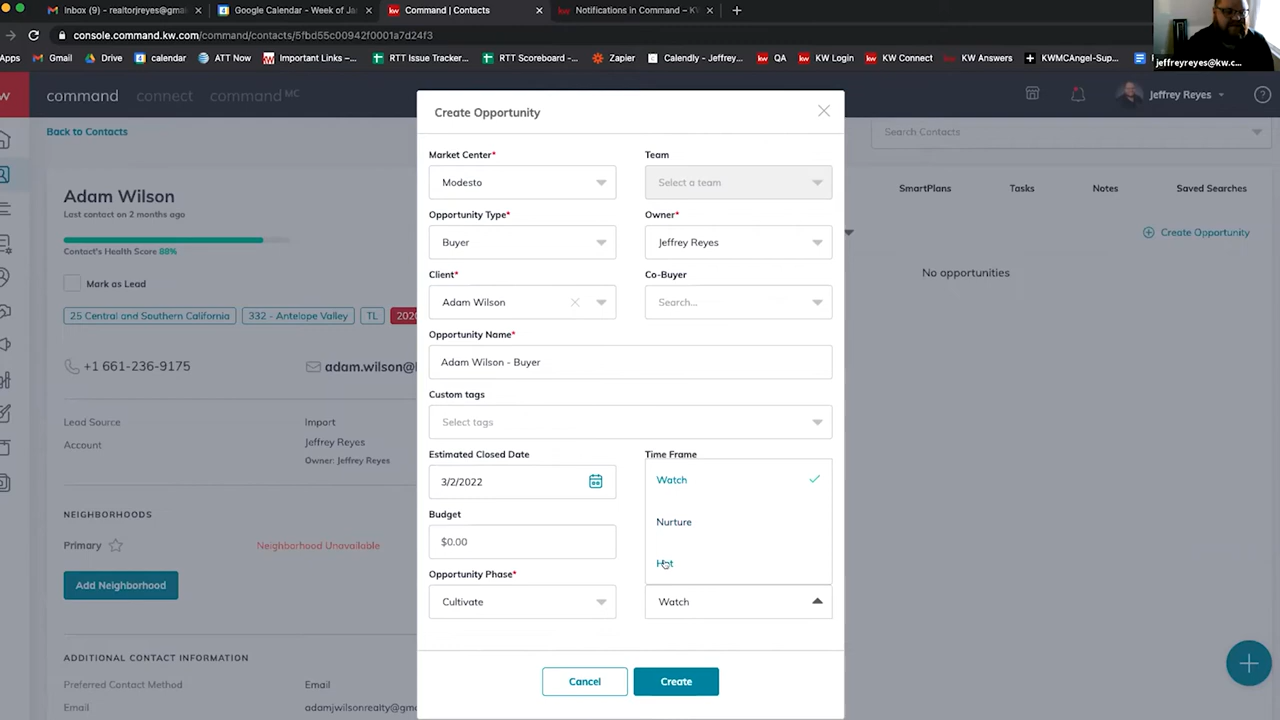 Inbox (9) - realtorjreyes@gma
Google Calendar - Week of Ja
Command | Contacts
Notifications in Command – KW
console.command.kw.com/command/contacts/5fbd55c00942f0001a7d24f3
Apps
Gmail
Drive
calendar
ATT Now
Important Links –...
RTT Issue Tracker...
RTT Scoreboard -...
Zapier
Calendly - Jeffrey...
QA
KW Login
KW Connect
KW Answers
KWMCAngel-Sup...
jeffreyreyes@kw.c...
command
connect
command MC
Jeffrey Reyes
Back to Contacts
Search Contacts
Adam Wilson
Last contact on 2 months ago
Contact's Health Score 88%
Mark as Lead
25 Central and Southern California
332 - Antelope Valley
TL
+1 661-236-9175
adam.wilson@
Lead Source
Import
Account
Jeffrey Reyes
Owner: Jeffrey Reyes
NEIGHBORHOODS
Primary
Neighborhood Unavailable
Add Neighborhood
ADDITIONAL CONTACT INFORMATION
Preferred Contact Method
Email
Email
adamjwilsonrealty@gm
Create Opportunity
Market Center*
Team
Modesto
Select a team
Opportunity Type*
Owner*
Buyer
Jeffrey Reyes
Client*
Co-Buyer
Adam Wilson
Search...
Opportunity Name*
Adam Wilson - Buyer
Custom tags
Select tags
Estimated Closed Date
Time Frame
3/2/2022
Watch
Nurture
Hot
Budget
$0.00
Opportunity Phase*
Cultivate
Watch
Cancel
Create
SmartPlans
Tasks
Notes
Saved Searches
Create Opportunity
No opportunities